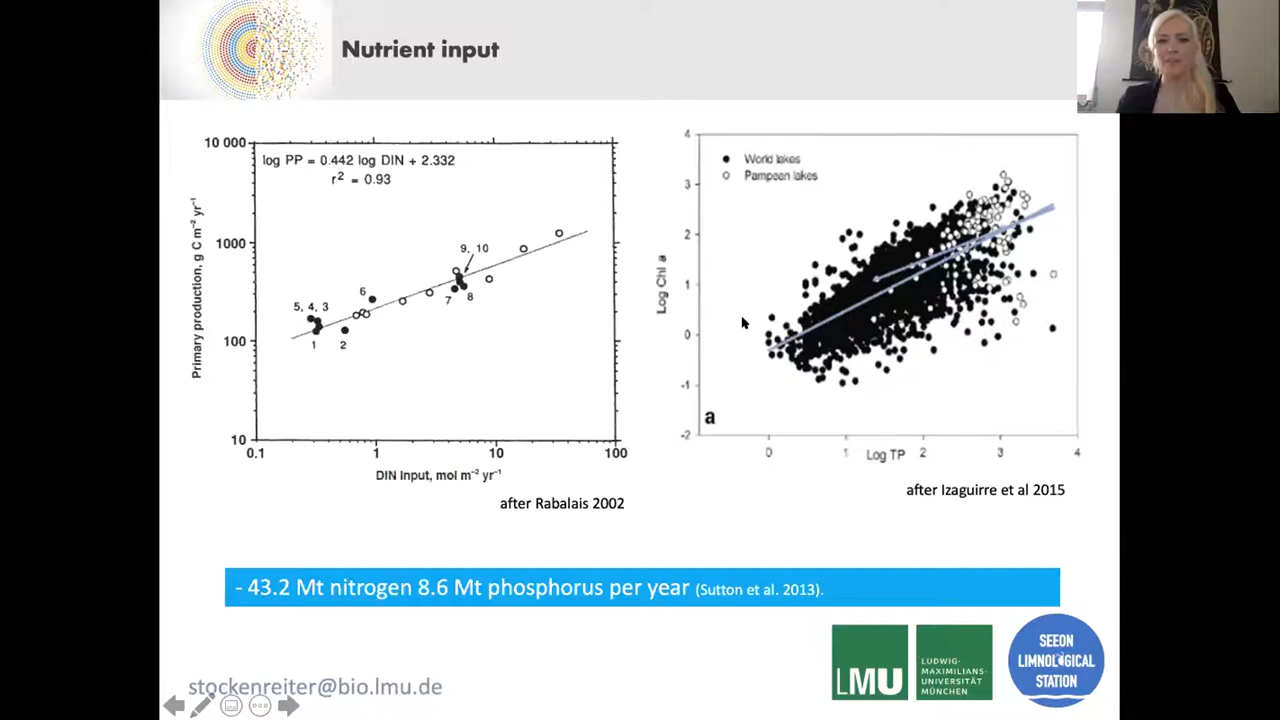 Nutrient input
10 000
log PP = 0.442 log DIN + 2.332
r² = 0.93
1000
100
10
Primary production, g C m⁻² yr⁻¹
5, 4, 3
6
9, 10
1
2
7
8
0.1
1
10
100
DIN Input, mol m⁻² yr⁻¹
after Rabalais 2002
4
3
2
1
0
-1
-2
World lakes
Pampean lakes
Log Chl a
a
0
1
2
3
4
Log TP
after Izaguirre et al 2015
- 43.2 Mt nitrogen 8.6 Mt phosphorus per year (Sutton et al. 2013).
LMU
LUDWIG-
MAXIMILIANS-
UNIVERSITÄT
MÜNCHEN
SEEON
LIMNOLOGICAL
STATION
stockenreiter@bio.lmu.de